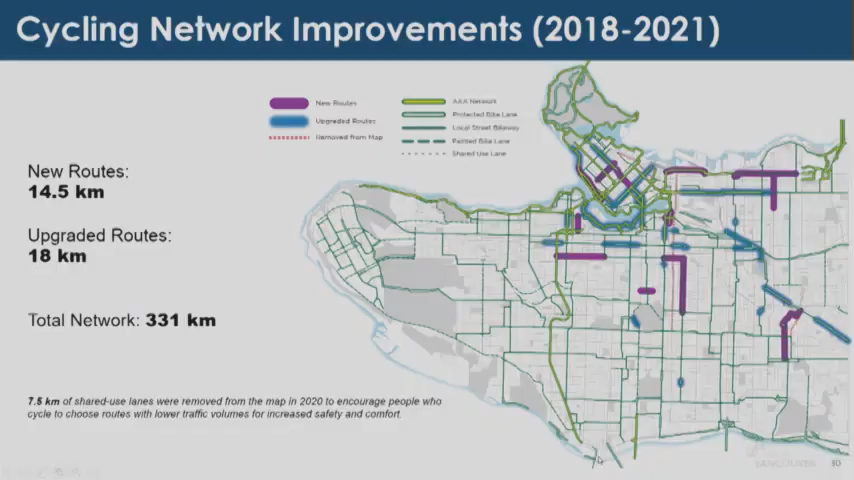 Cycling Network Improvements (2018-2021)
New Routes
Upgraded Routes
Removed from Map
AAA Network
Protected Bike Lane
Local Street Bikeway
Painted Bike Lane
Shared Use Lane
New Routes:
14.5 km
Upgraded Routes:
18 km
Total Network: 331 km
7.5 km of shared-use lanes were removed from the map in 2020 to encourage people who
cycle to choose routes with lower traffic volumes for increased safety and comfort.
VANCOUVER 10